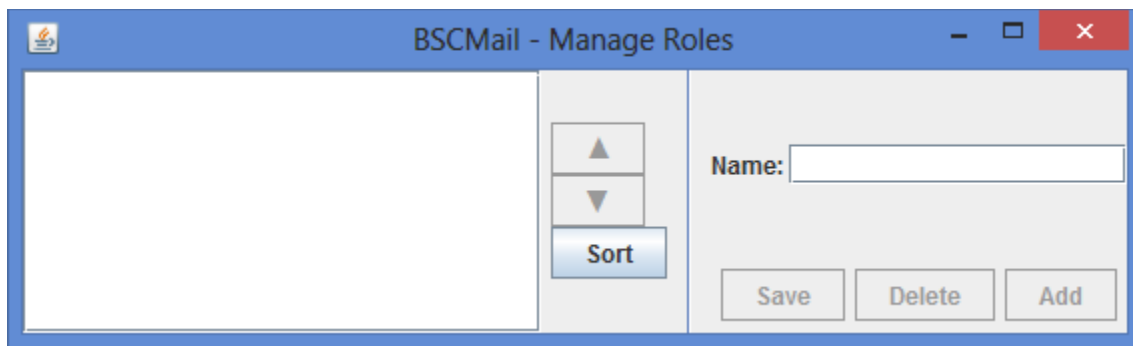 BSCMail - Manage Roles
▲
▼
Sort
Name:
Save Delete Add